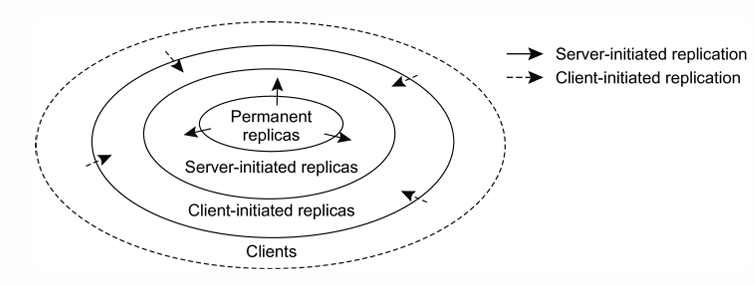 Server-initiated replication
Client-initiated replication
Permanent
replicas
Server-initiated replicas
Client-initiated replicas
Clients